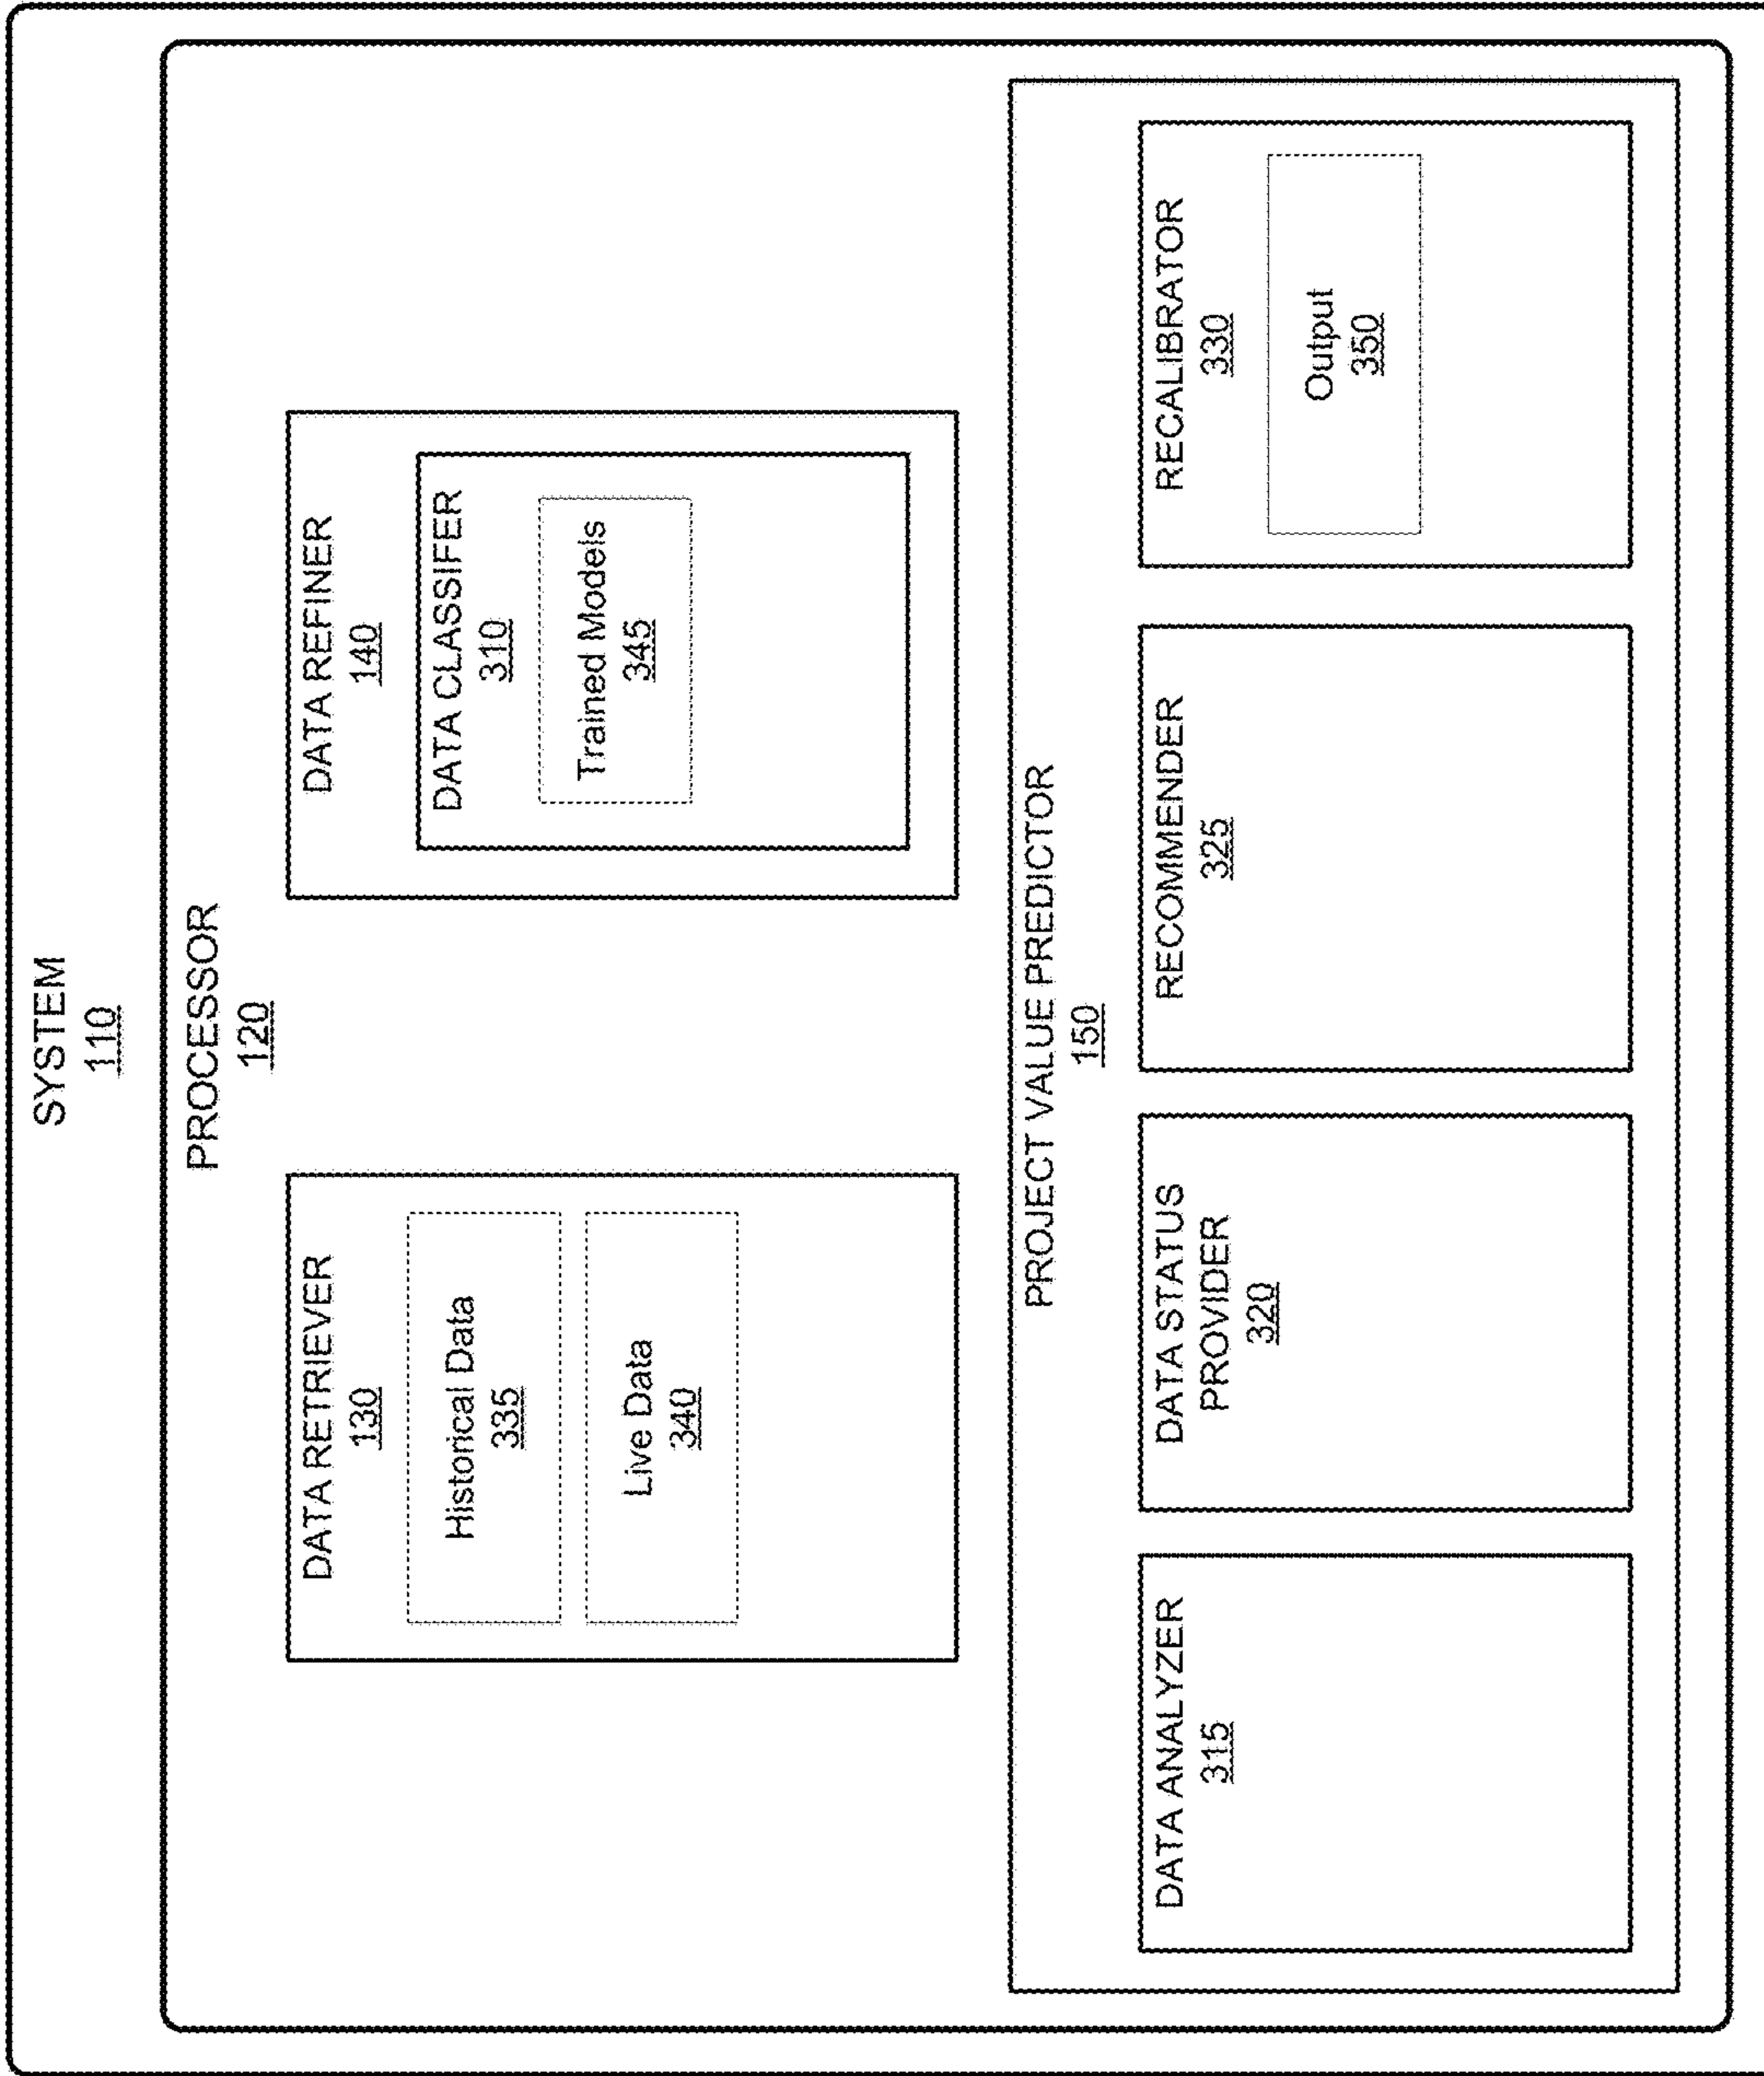 SYSTEM
110
PROCESSOR
120
DATA RETRIEVER
130
Historical Data
335
Live Data
340
DATA REFINER
140
DATA CLASSIFER
310
Trained Models
345
PROJECT VALUE PREDICTOR
150
DATA ANALYZER
315
DATA STATUS
PROVIDER
320
RECOMMENDER
325
RECALIBRATOR
330
Output
350